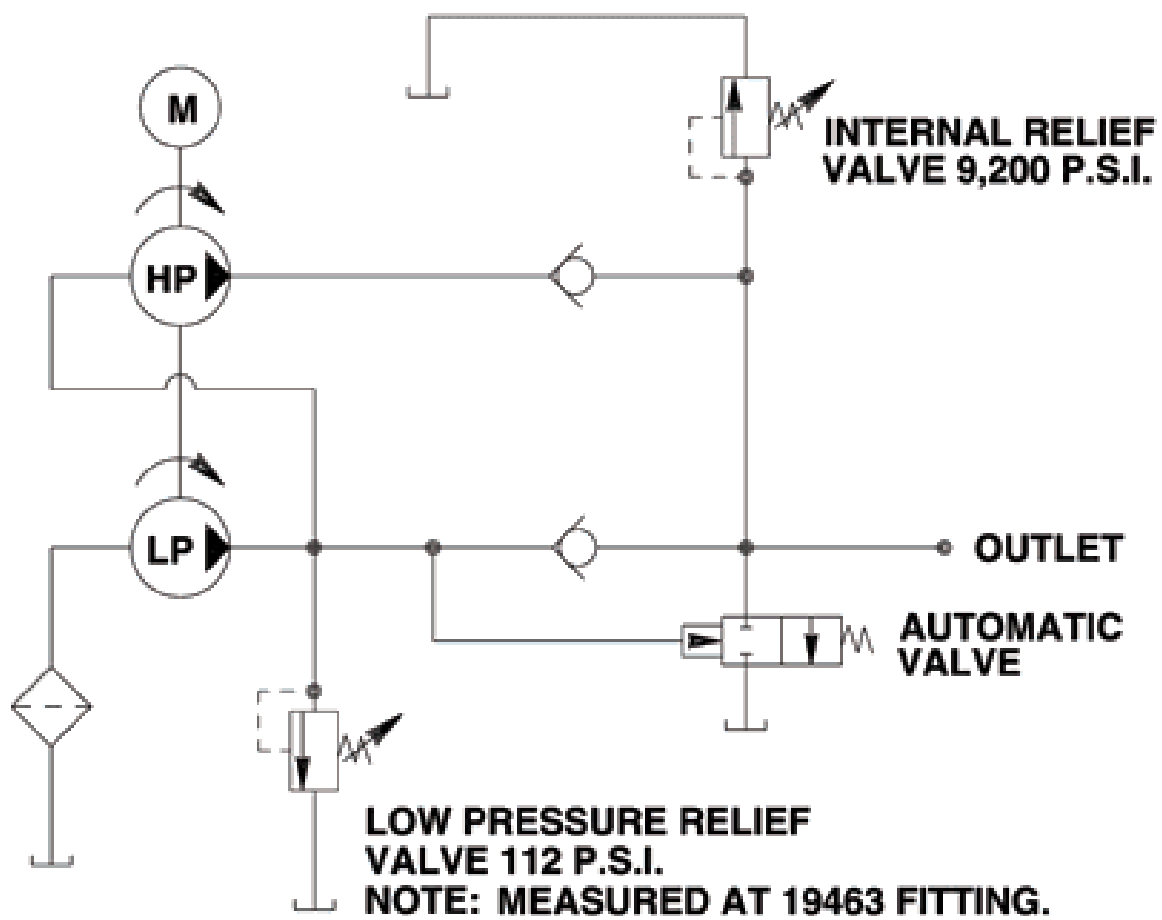 M
INTERNAL RELIEF
VALVE 9,200 P.S.I.
HP
LP
OUTLET
AUTOMATIC
VALVE
LOW PRESSURE RELIEF
VALVE 112 P.S.I.
NOTE: MEASURED AT 19463 FITTING.